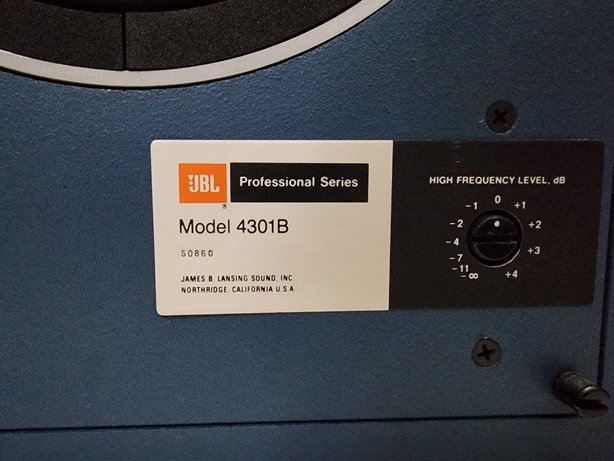 JBL
®
Professional Series
Model 4301B
50860
JAMES B. LANSING SOUND, INC
NORTHRIDGE, CALIFORNIA U.S.A
HIGH FREQUENCY LEVEL, dB
0
-1 +1
-2 +2
-4 +3
-7
-11
-∞ +4